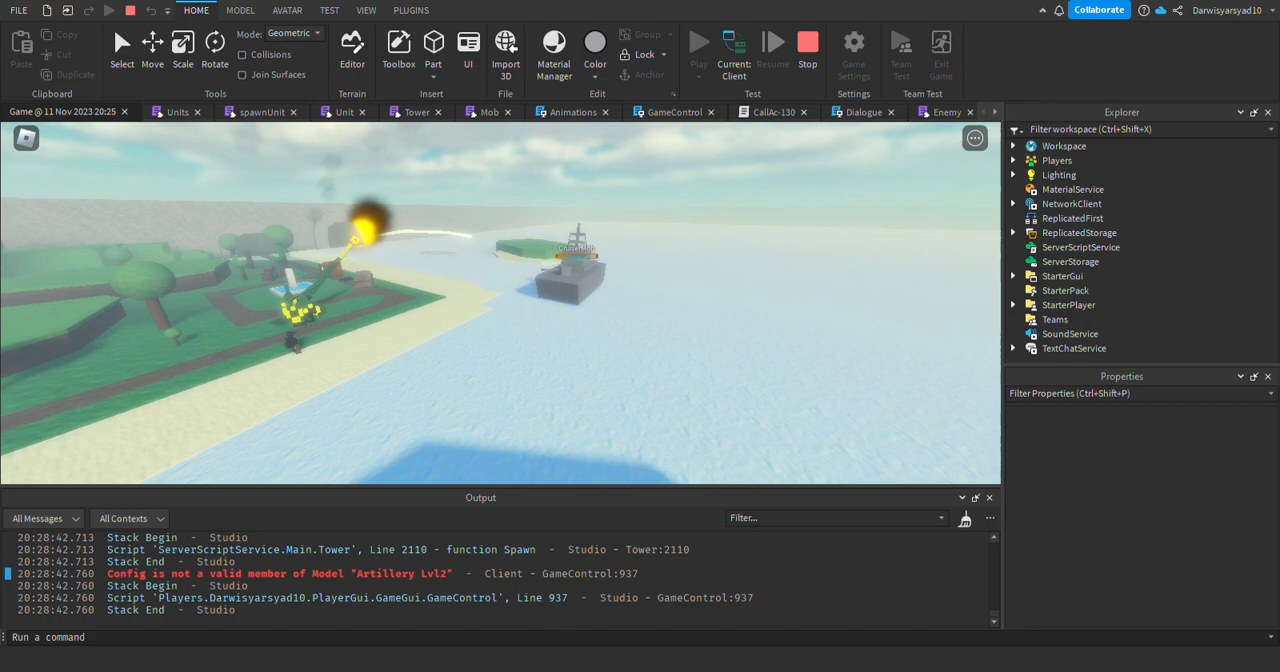 FILE HOME MODEL AVATAR TEST VIEW PLUGINS Collaborate Darwisyarsyad10
Paste Copy Cut Duplicate
Select Move Scale Rotate Mode: Geometric Collisions Join Surfaces
Editor Toolbox Part UI Import 3D Material Manager Color Group Lock Anchor
Play Current: Client Resume Stop Game Settings Team Test Exit Game
Clipboard Tools Terrain Insert File Edit Test Settings Team Test
Game @ 11 Nov 2023 20:25 Units spawnUnit Unit Tower Mob Animations GameControl CallAc-130 Dialogue Enemy
Explorer
Filter workspace (Ctrl+Shift+X)
Workspace
Players
Lighting
MaterialService
NetworkClient
ReplicatedFirst
ReplicatedStorage
ServerScriptService
ServerStorage
StarterGui
StarterPack
StarterPlayer
Teams
SoundService
TextChatService
Properties
Filter Properties (Ctrl+Shift+P)
Output
All Messages All Contexts Filter...
20:28:42.713 Stack Begin - Studio
20:28:42.713 Script 'ServerScriptService.Main.Tower', Line 2110 - function Spawn - Studio - Tower:2110
20:28:42.713 Stack End - Studio
20:28:42.760 Config is not a valid member of Model "Artillery Lvl2" - Client - GameControl:937
20:28:42.760 Stack Begin - Studio
20:28:42.760 Script 'Players.Darwisyarsyad10.PlayerGui.GameGui.GameControl', Line 937 - Studio - GameControl:937
20:28:42.760 Stack End - Studio
Run a command